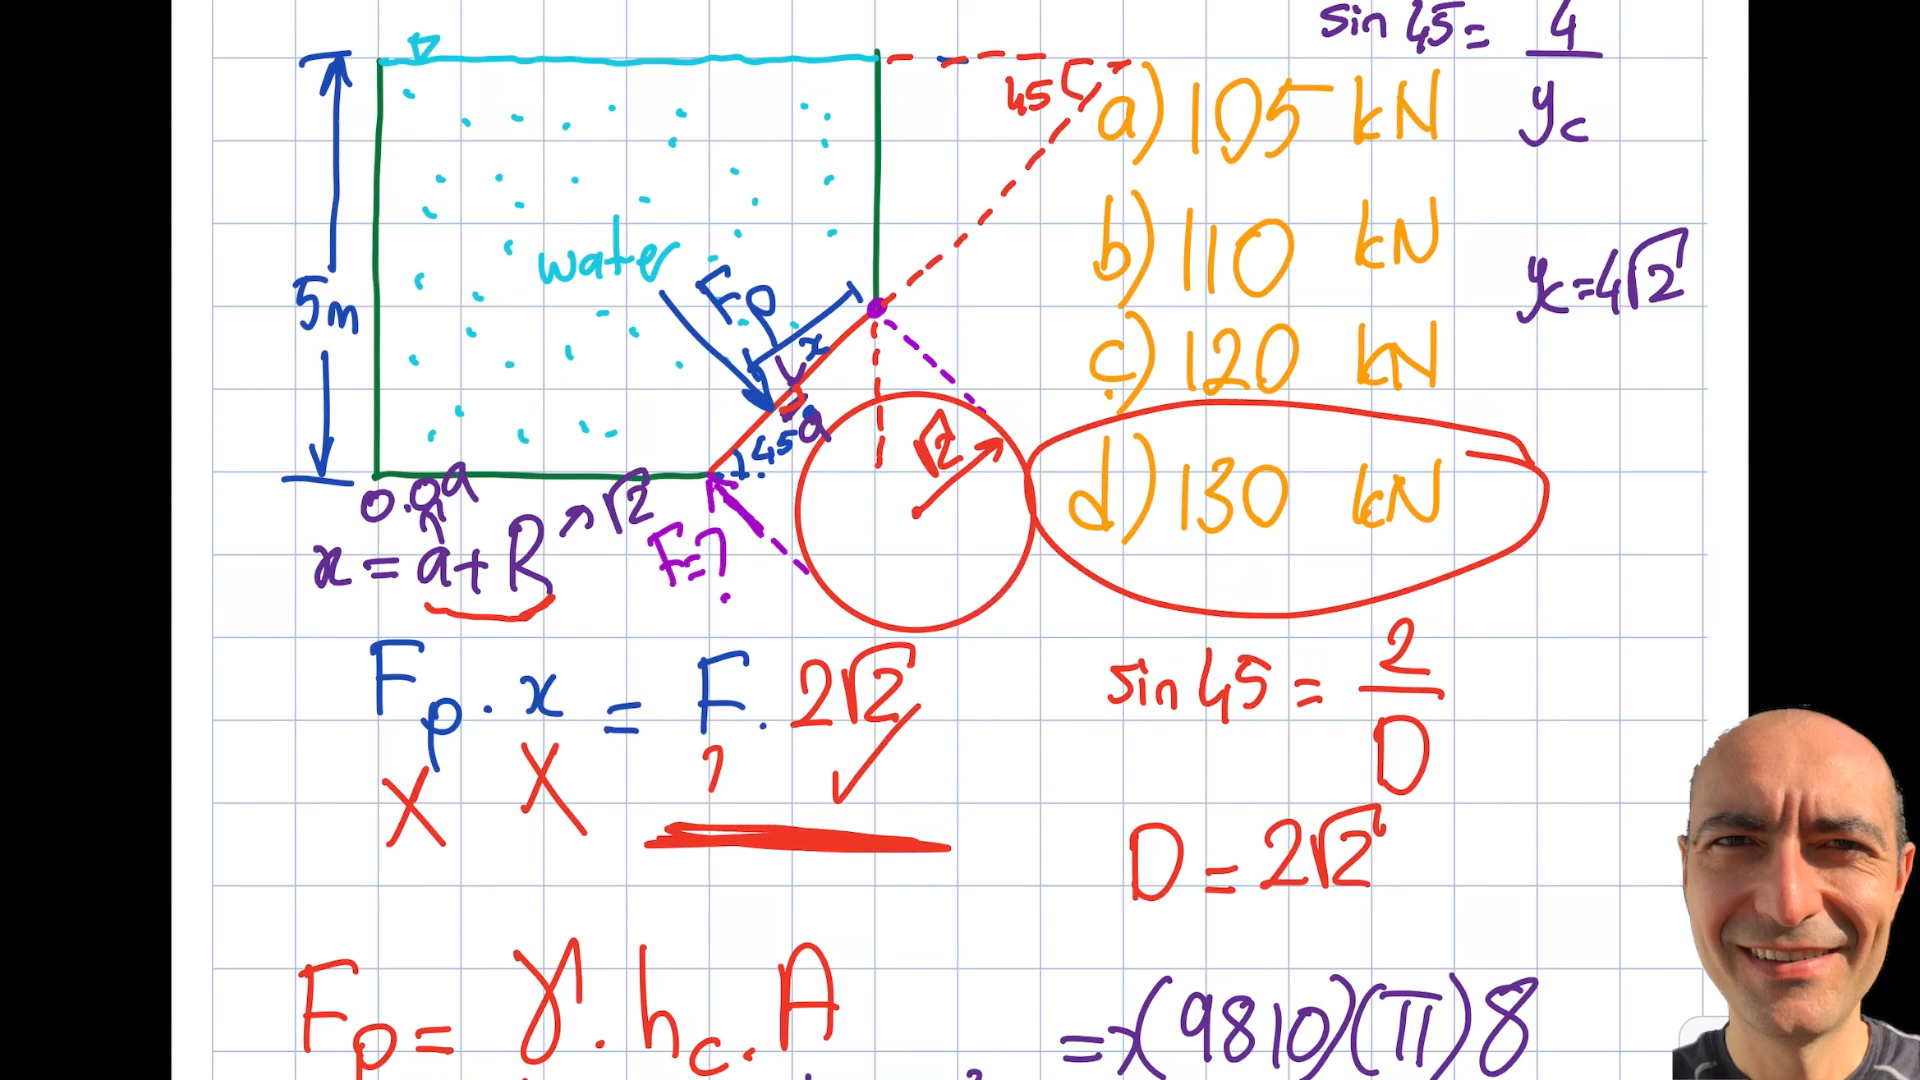 sin 45 = 4 / yc
45
a) 105 kN
b) 110 kN
yc = 4√2
water
Fp
5m
x
c) 120 kN
45
a
√2
d) 130 kN
0.09
x = a + R → √2
F = ?
Fp . x = F . 2√2
?
sin 45 = 2 / D
D = 2√2
Fp = γ . hc . A
= (9810)(π) 8